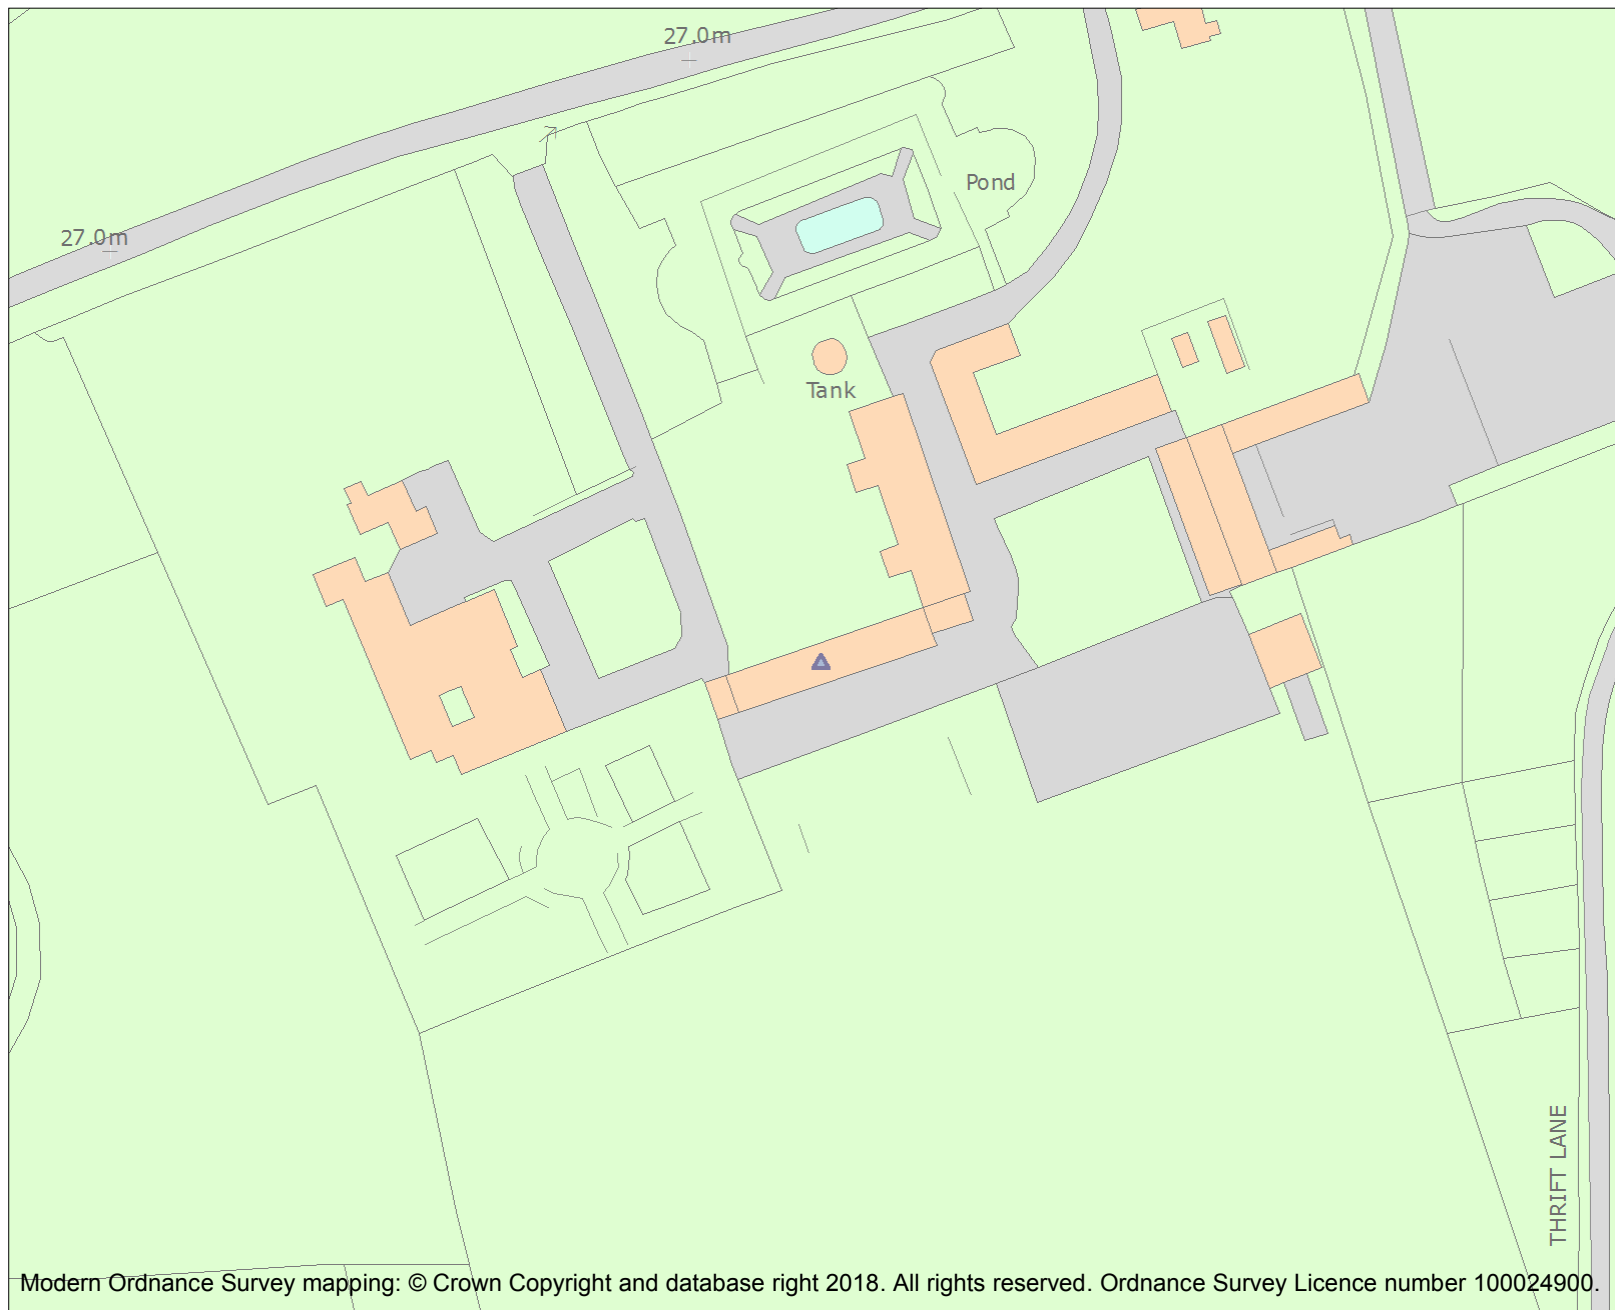 27.0m
27.0m
Pond
Tank
THRIFT LANE
Modern Ordnance Survey mapping: © Crown Copyright and database right 2018. All rights reserved. Ordnance Survey Licence number 100024900.